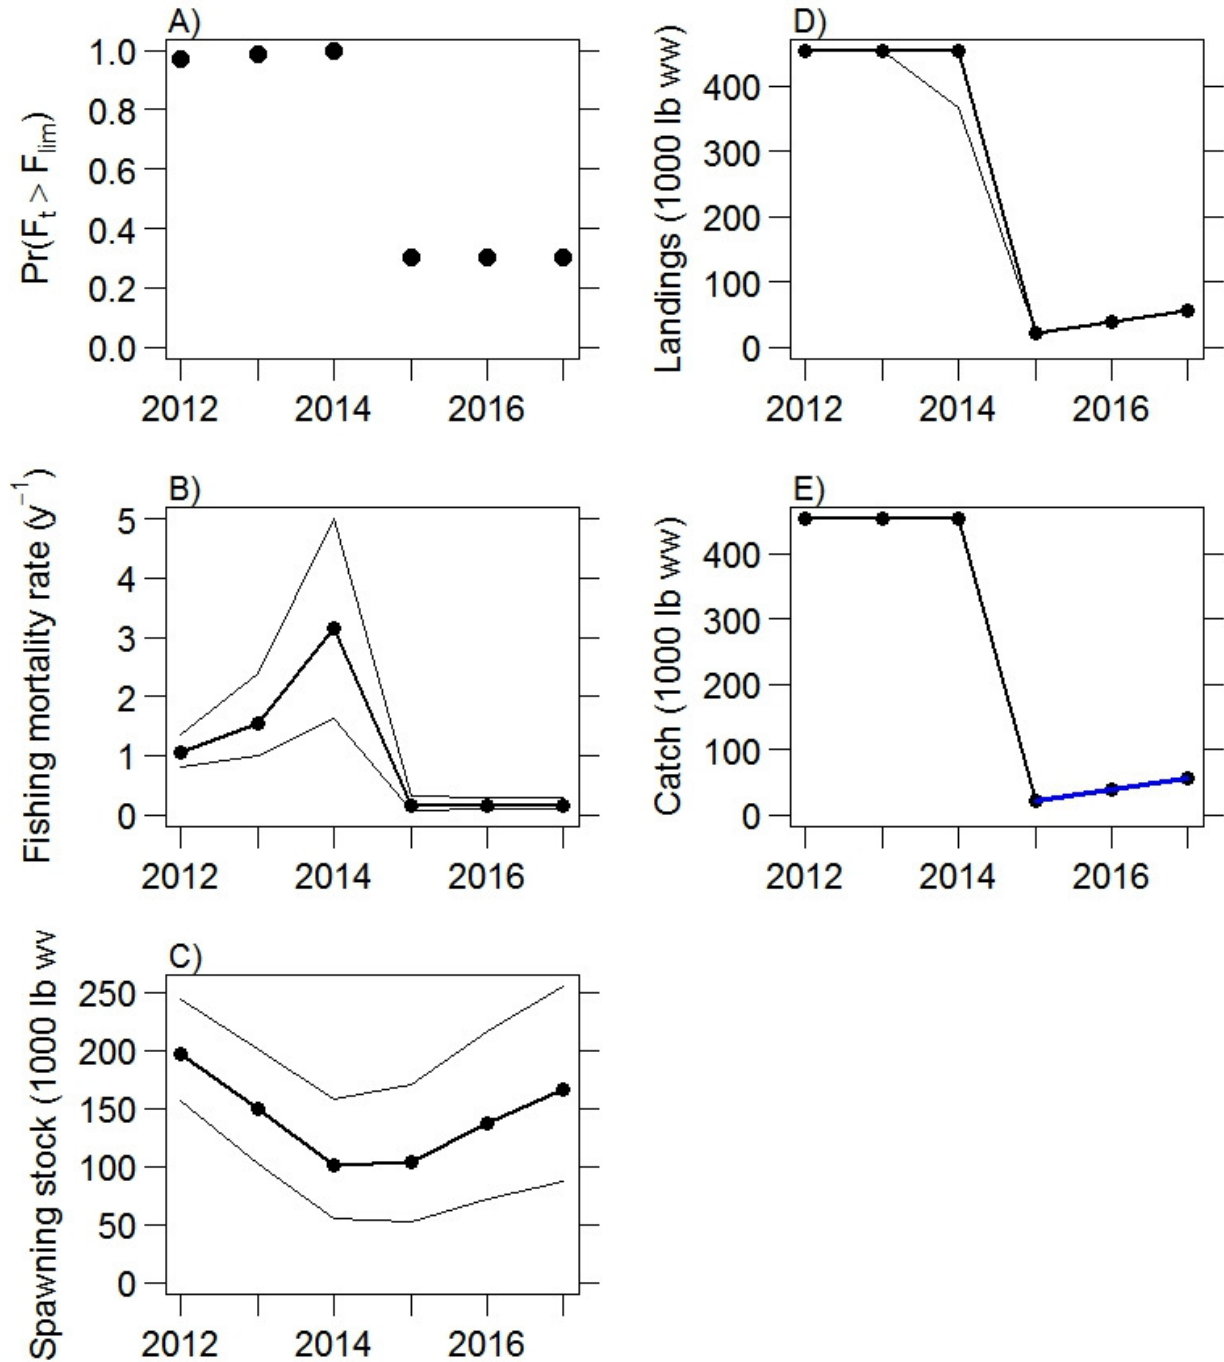 A)
Pr(Fₜ > Fₗᵢₘ)
1.0
0.8
0.6
0.4
0.2
0.0
2012 2014 2016
B)
Fishing mortality rate (y⁻¹)
5
4
3
2
1
0
2012 2014 2016
C)
Spawning stock (1000 lb wv
250
200
150
100
50
0
2012 2014 2016
D)
Landings (1000 lb ww)
400
300
200
100
0
2012 2014 2016
E)
Catch (1000 lb ww)
400
300
200
100
0
2012 2014 2016